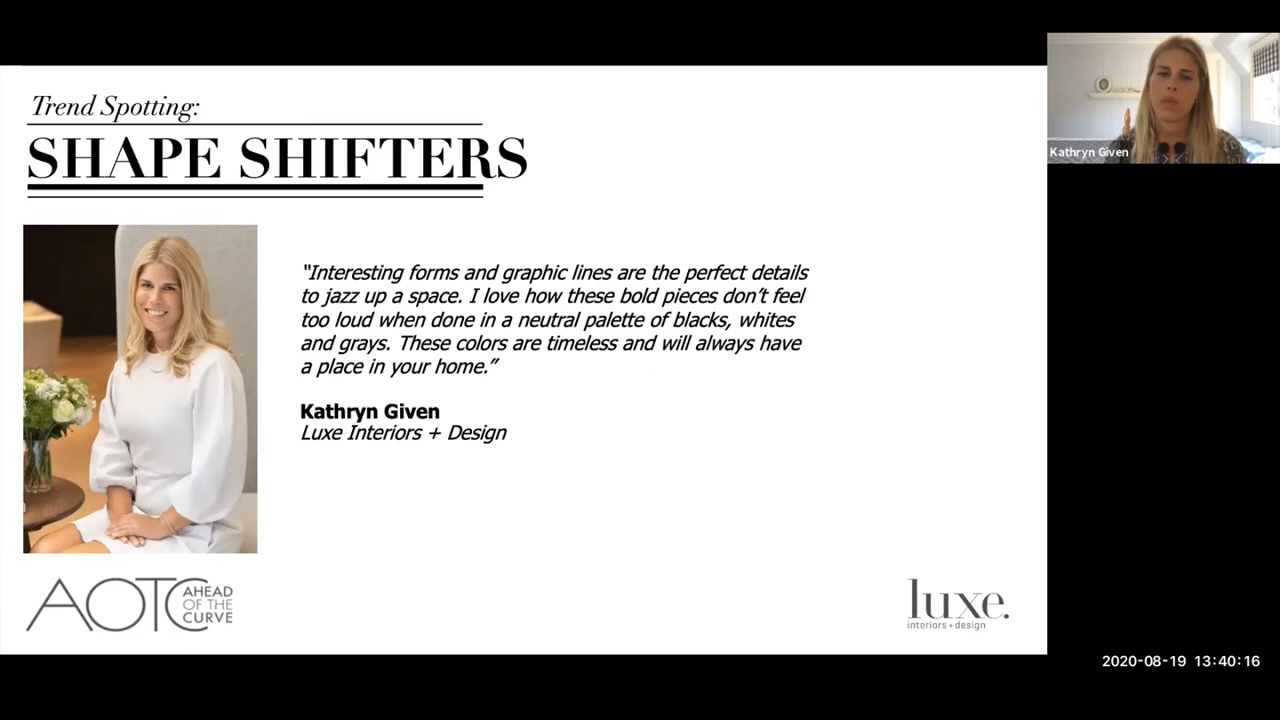 Trend Spotting:
SHAPE SHIFTERS
Kathryn Given
“Interesting forms and graphic lines are the perfect details
to jazz up a space. I love how these bold pieces don’t feel
too loud when done in a neutral palette of blacks, whites
and grays. These colors are timeless and will always have
a place in your home.”
Kathryn Given
Luxe Interiors + Design
AOTC AHEAD
OF THE
CURVE
luxe.
interiors+design
2020-08-19 13:40:16